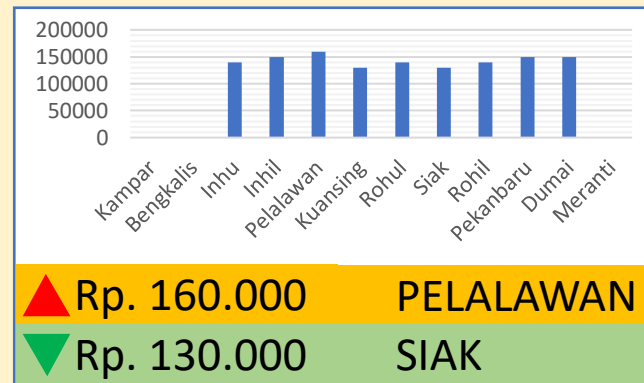 200000
150000
100000
50000
0
Kampar
Bengkalis
Inhu
Inhil
Pelalawan
Kuansing
Rohul
Siak
Rohil
Pekanbaru
Dumai
Meranti
Rp. 160.000 PELALAWAN
Rp. 130.000 SIAK